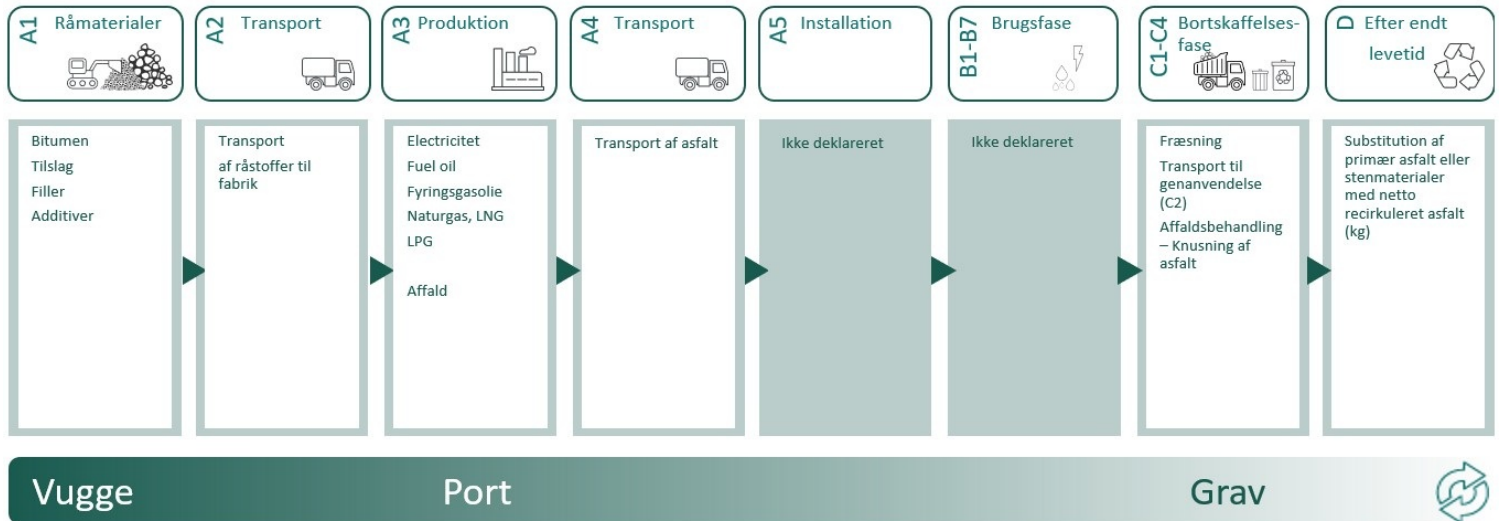 A1 Råmaterialer
A2 Transport
A3 Produktion
A4 Transport
A5 Installation
B1-B7 Brugsfase
C1-C4 Bortskaffelses-
fase
D Efter endt
levetid
Bitumen
Tilslag
Filler
Additiver
Transport
af råstoffer til
fabrik
Electricitet
Fuel oil
Fyringsgasolie
Naturgas, LNG
LPG
Affald
Transport af asfalt
Ikke deklareret
Ikke deklareret
Fræsning
Transport til
genanvendelse
(C2)
Affaldsbehandling
– Knusning af
asfalt
Substitution af
primær asfalt eller
stenmaterialer
med netto
recirkuleret asfalt
(kg)
Vugge
Port
Grav